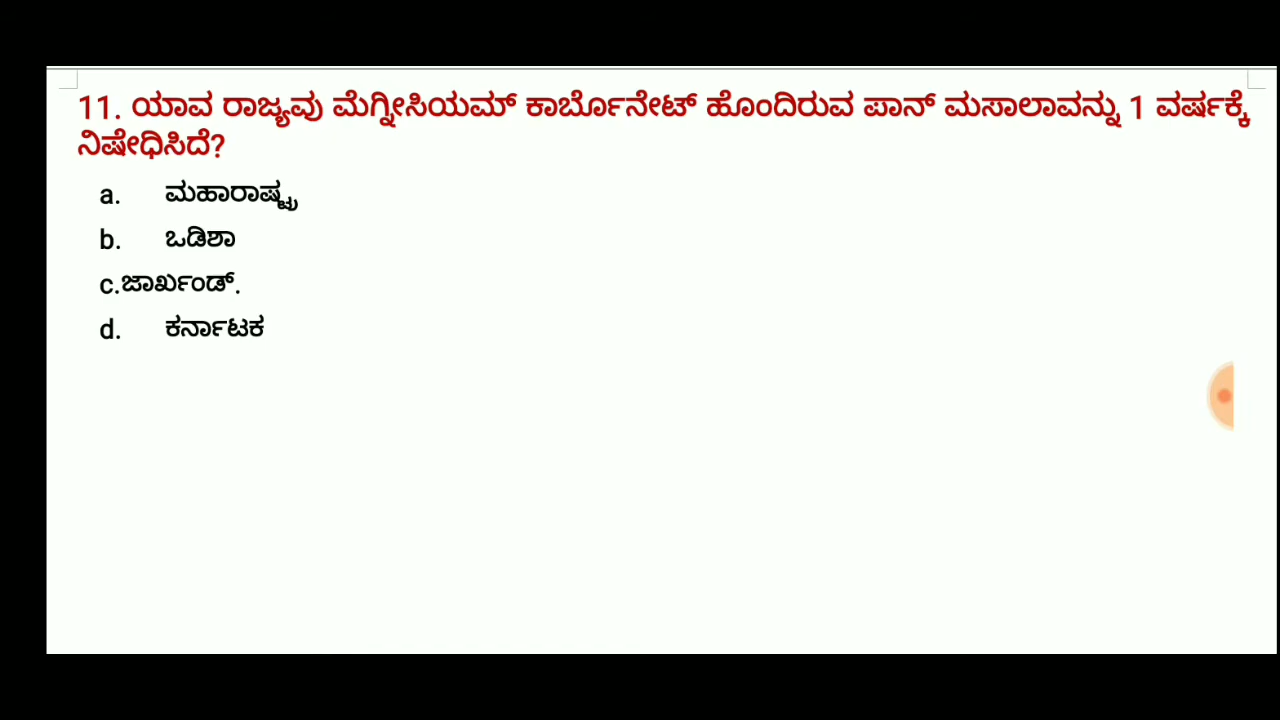 11. ಯಾವ ರಾಜ್ಯವು ಮೆಗ್ನೀಸಿಯಮ್ ಕಾರ್ಬೊನೇಟ್ ಹೊಂದಿರುವ ಪಾನ್ ಮಸಾಲಾವನ್ನು 1 ವರ್ಷಕ್ಕೆ
ನಿಷೇಧಿಸಿದೆ?
a. ಮಹಾರಾಷ್ಟ್ರ
b. ಒಡಿಶಾ
c.ಜಾರ್ಖಂಡ್.
d. ಕರ್ನಾಟಕ